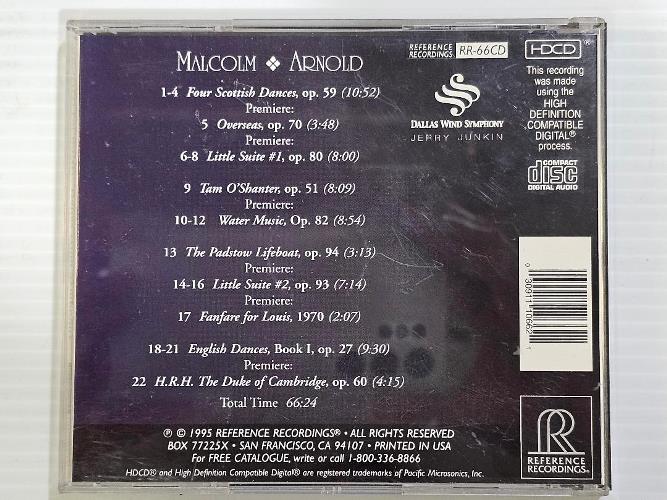 MALCOLM ❖ ARNOLD
1-4 Four Scottish Dances, op. 59 (10:52)
Premiere:
5 Overseas, op. 70 (3:48)
Premiere:
6-8 Little Suite #1, op. 80 (8:00)
9 Tam O'Shanter, op. 51 (8:09)
Premiere:
10-12 Water Music, Op. 82 (8:54)
13 The Padstow Lifeboat, op. 94 (3:13)
Premiere:
14-16 Little Suite #2, op. 93 (7:14)
Premiere:
17 Fanfare for Louis, 1970 (2:07)
18-21 English Dances, Book I, op. 27 (9:30)
Premiere:
22 H.R.H. The Duke of Cambridge, op. 60 (4:15)
Total Time 66:24
REFERENCE
RECORDINGS® RR-66CD
DALLAS WIND SYMPHONY
JERRY JUNKIN
HDCD®
This recording
was made
using the
HIGH
DEFINITION
COMPATIBLE
DIGITAL®
process.
COMPACT
disc
DIGITAL AUDIO
0 30911 10662 1
R
REFERENCE
RECORDINGS®
℗ © 1995 REFERENCE RECORDINGS® • ALL RIGHTS RESERVED
BOX 77225X • SAN FRANCISCO, CA 94107 • PRINTED IN USA
For FREE CATALOGUE, write or call 1-800-336-8866
HDCD® and High Definition Compatible Digital® are registered trademarks of Pacific Microsonics, Inc.